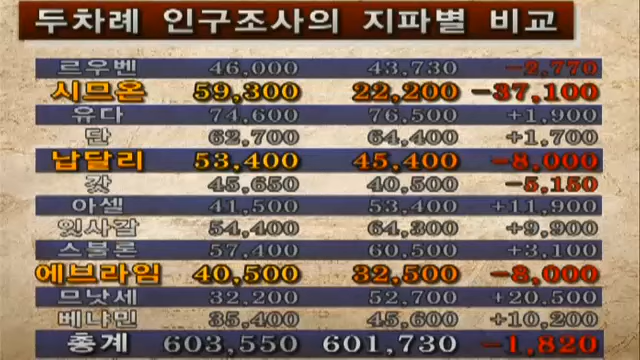 두차례 인구조사의 지파별 비교
르우벤 46,000 43,730 -2,770
시므온 59,300 22,200 -37,100
유다 74,600 76,500 +1,900
단 62,700 64,400 +1,700
납달리 53,400 45,400 -8,000
갓 45,650 40,500 -5,150
아셀 41,500 53,400 +11,900
잇사갈 54,400 64,300 +9,900
스불론 57,400 60,500 +3,100
에브라임 40,500 32,500 -8,000
므낫세 32,200 52,700 +20,500
베냐민 35,400 45,600 +10,200
총계 603,550 601,730 -1,820